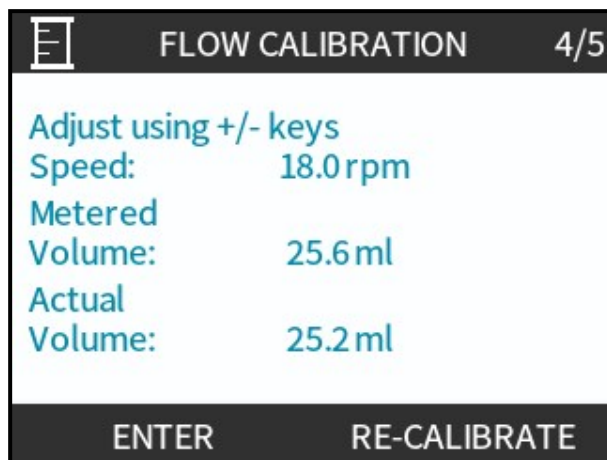 FLOW CALIBRATION 4/5
Adjust using +/- keys
Speed: 18.0 rpm
Metered
Volume: 25.6 ml
Actual
Volume: 25.2 ml
ENTER RE-CALIBRATE